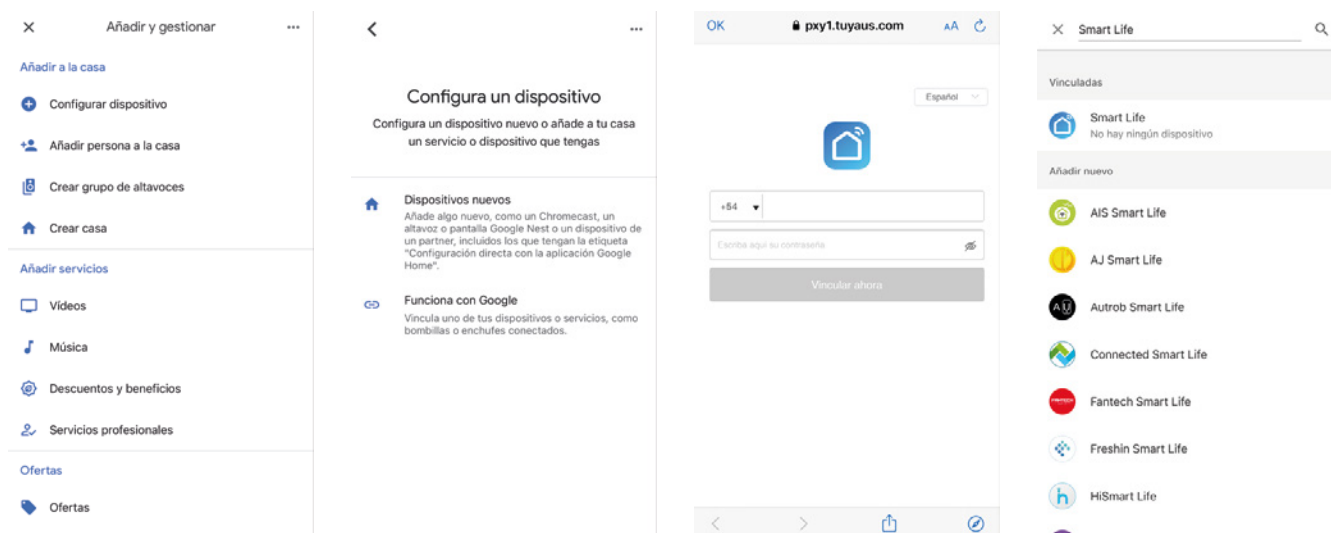 Añadir y gestionar
Añadir a la casa
Configurar dispositivo
Añadir persona a la casa
Crear grupo de altavoces
Crear casa
Añadir servicios
Vídeos
Música
Descuentos y beneficios
Servicios profesionales
Ofertas
Ofertas
Configura un dispositivo
Configura un dispositivo nuevo o añade a tu casa
un servicio o dispositivo que tengas
Dispositivos nuevos
Añade algo nuevo, como un Chromecast, un
altavoz o pantalla Google Nest o un dispositivo de
un partner, incluidos los que tengan la etiqueta
"Configuración directa con la aplicación Google
Home".
Funciona con Google
Vincula uno de tus dispositivos o servicios, como
bombillas o enchufes conectados.
OK
pxy1.tuyaus.com
AA
Español
+54
Escriba aquí su contraseña
Vincular ahora
Smart Life
Vinculadas
Smart Life
No hay ningún dispositivo
Añadir nuevo
AIS Smart Life
AJ Smart Life
Autrob Smart Life
Connected Smart Life
FANTECH
Fantech Smart Life
Freshin Smart Life
HiSmart Life